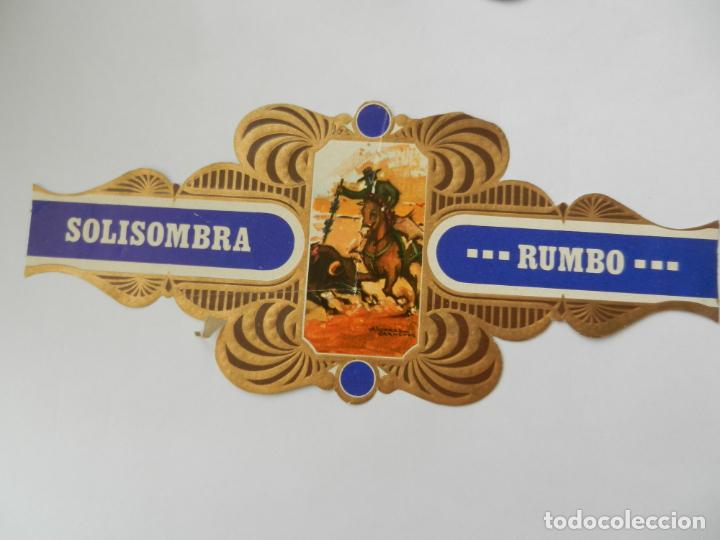 SOLISOMBRA
▪▪▪ RUMBO ▪▪▪
todocoleccion